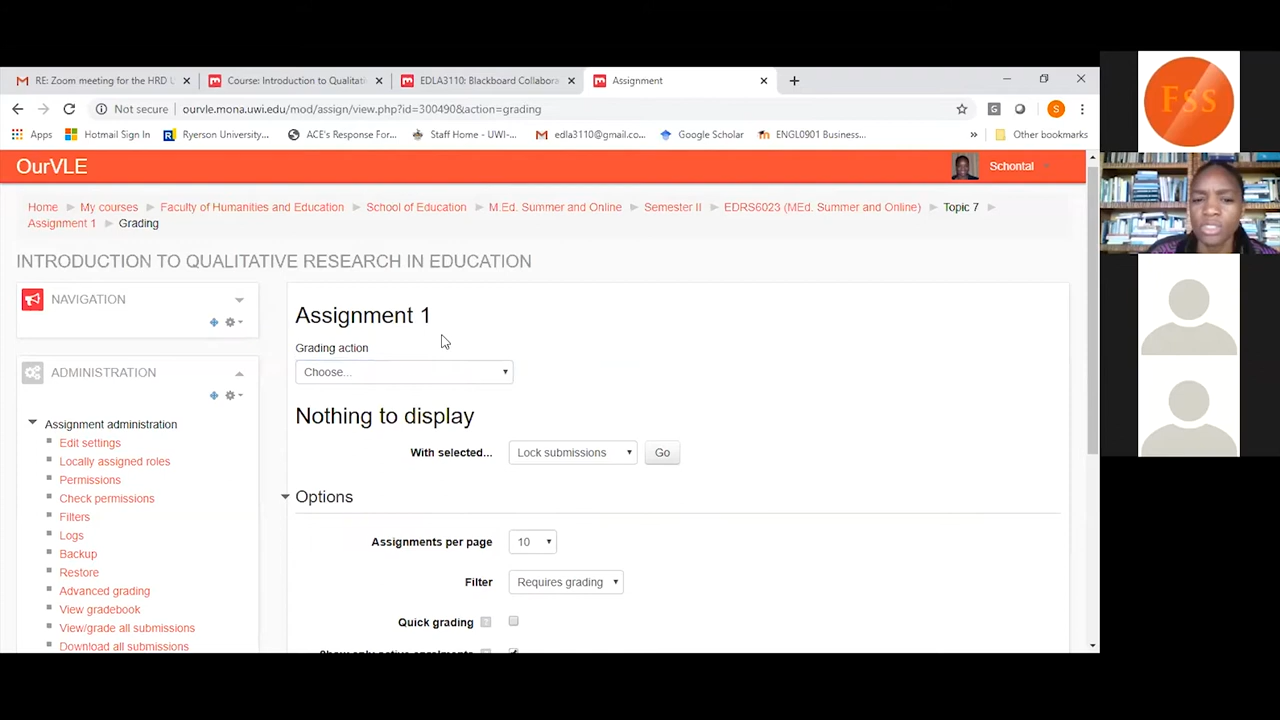 RE: Zoom meeting for the HRD U
Course: Introduction to Qualitati
EDLA3110: Blackboard Collabora
Assignment
Not secure ourvle.mona.uwi.edu/mod/assign/view.php?id=300490&action=grading
Apps Hotmail Sign In Ryerson University... ACE's Response For... Staff Home - UWI-... edla3110@gmail.co... Google Scholar ENGL0901 Business... » Other bookmarks
OurVLE
Schontal
Home My courses Faculty of Humanities and Education School of Education M.Ed. Summer and Online Semester II EDRS6023 (MEd. Summer and Online) Topic 7
Assignment 1 Grading
INTRODUCTION TO QUALITATIVE RESEARCH IN EDUCATION
NAVIGATION
ADMINISTRATION
Assignment administration
Edit settings
Locally assigned roles
Permissions
Check permissions
Filters
Logs
Backup
Restore
Advanced grading
View gradebook
View/grade all submissions
Download all submissions
Assignment 1
Grading action
Choose...
Nothing to display
With selected... Lock submissions Go
Options
Assignments per page 10
Filter Requires grading
Quick grading
Show only active enrolments
FSS
S